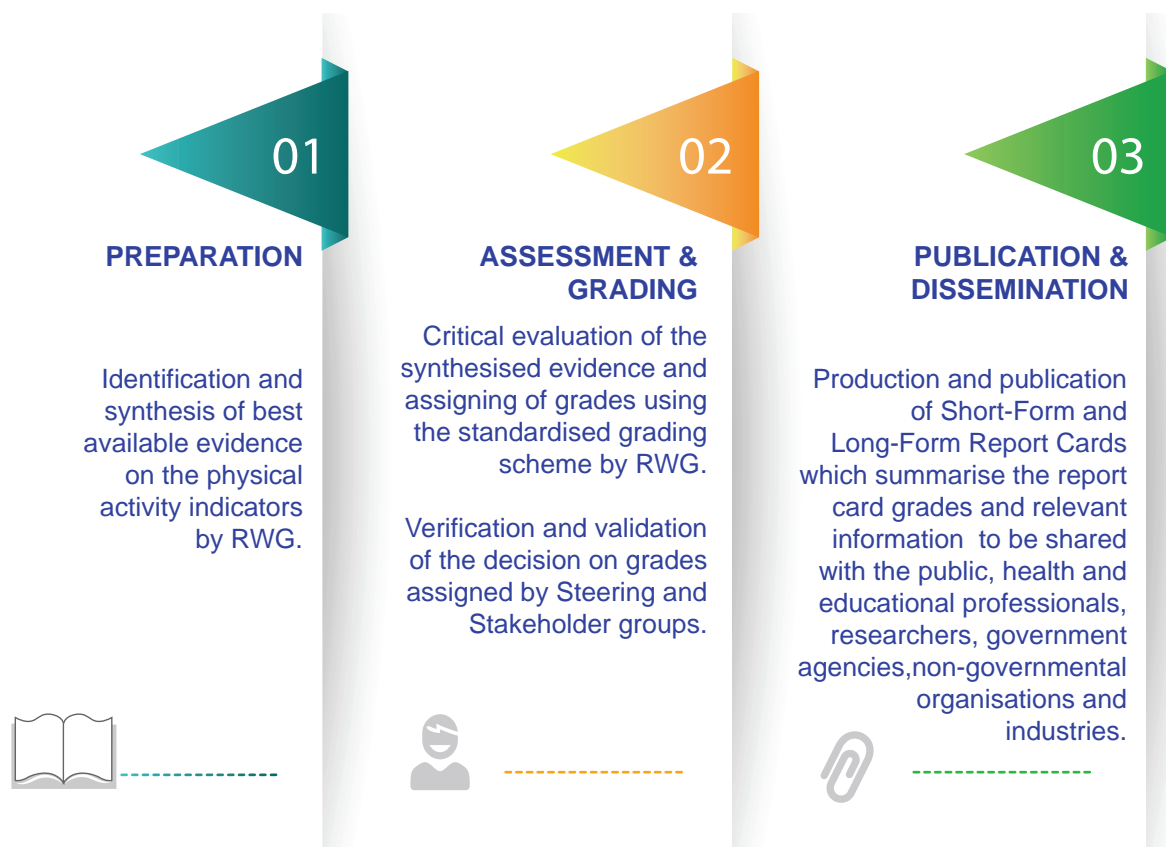 01
PREPARATION
Identification and
synthesis of best
available evidence
on the physical
activity indicators
by RWG.
02
ASSESSMENT &
GRADING
Critical evaluation of the
synthesised evidence and
assigning of grades using
the standardised grading
scheme by RWG.
Verification and validation
of the decision on grades
assigned by Steering and
Stakeholder groups.
03
PUBLICATION &
DISSEMINATION
Production and publication
of Short-Form and
Long-Form Report Cards
which summarise the report
card grades and relevant
information  to be shared
with the public, health and
educational professionals,
researchers, government
agencies,non-governmental
organisations and
industries.